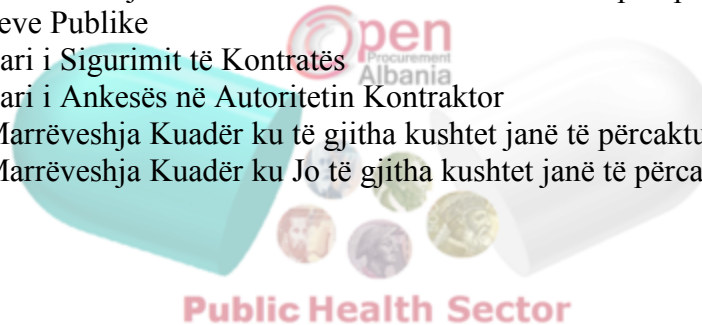 eve Publike
ari i Sigurimit të Kontratës
ari i Ankesës në Autoritetin Kontraktor
Marrëveshja Kuadër ku të gjitha kushtet janë të përcaktu
Marrëveshja Kuadër ku Jo të gjitha kushtet janë të përca
Open
Procurement
Albania
Public Health Sector